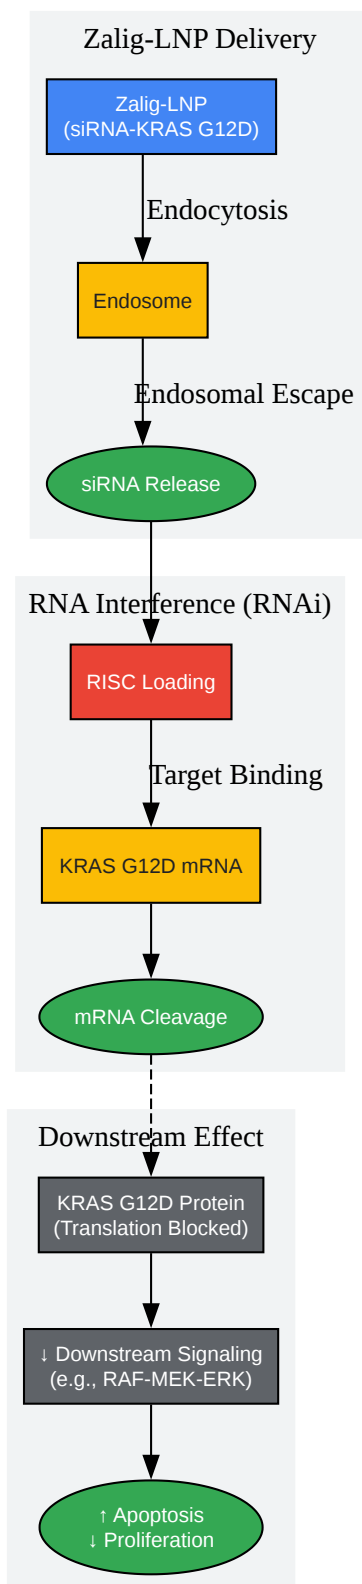 Zalig-LNP Delivery
Zalig-LNP
(siRNA-KRAS G12D)
Endocytosis
Endosome
Endosomal Escape
siRNA Release
RNA Interference (RNAi)
RISC Loading
Target Binding
KRAS G12D mRNA
mRNA Cleavage
Downstream Effect
KRAS G12D Protein
(Translation Blocked)
↓ Downstream Signaling
(e.g., RAF-MEK-ERK)
↑ Apoptosis
↓ Proliferation